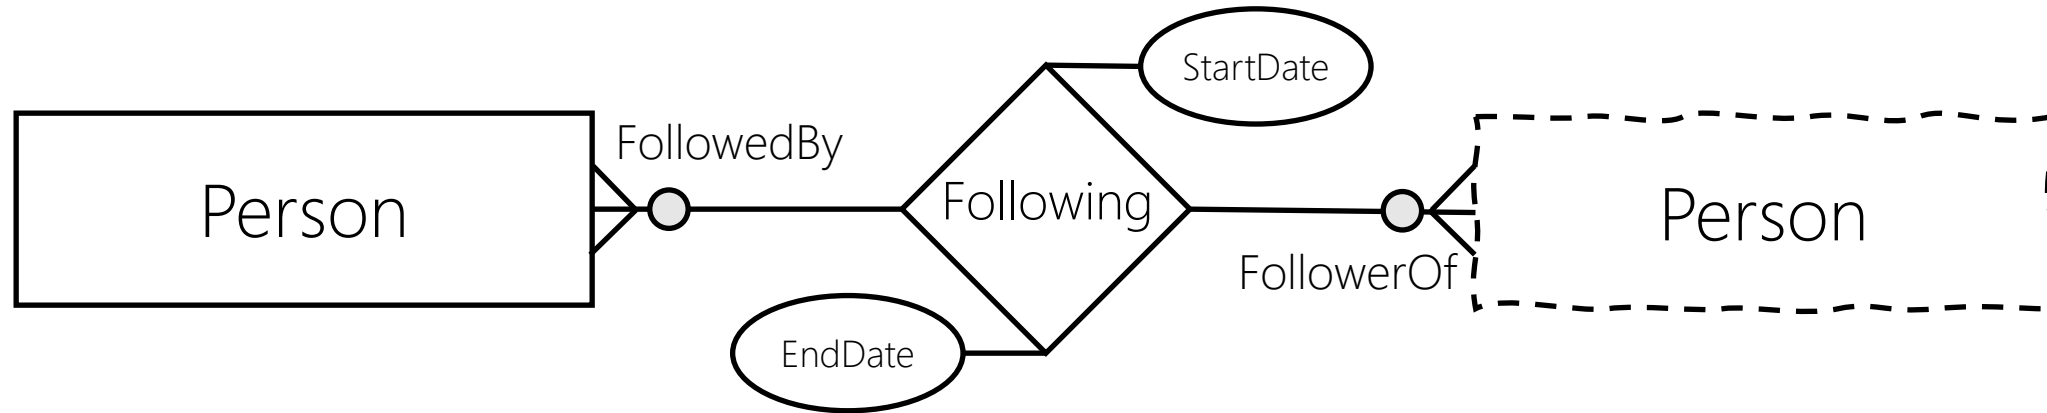 StartDate
FollowedBy
Person
Following
Person
FollowerOf
EndDate